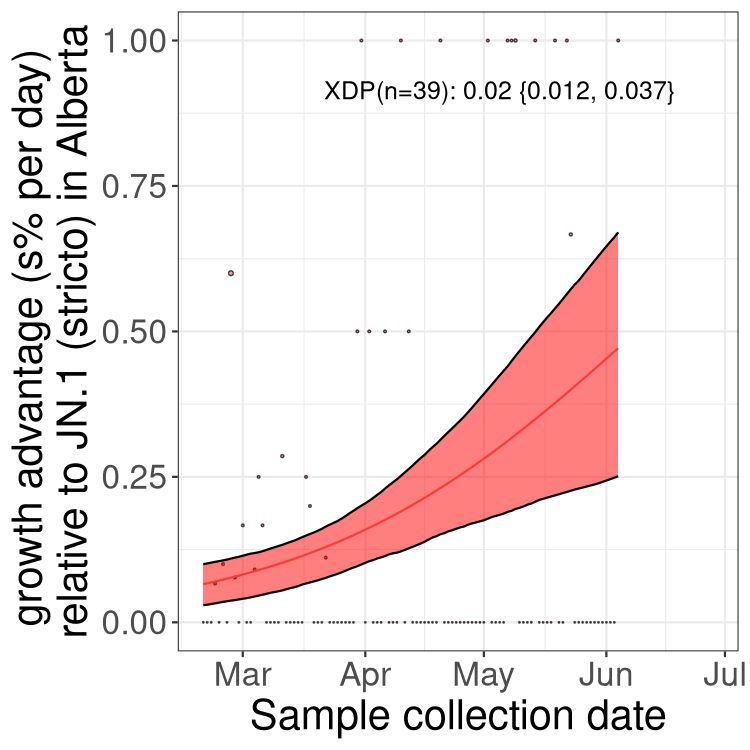 growth advantage (s% per day)
relative to JN.1 (stricto) in Alberta
1.00
0.75
0.50
0.25
0.00
XDP(n=39): 0.02 {0.012, 0.037}
Mar
Apr
May
Jun
Jul
Sample collection date